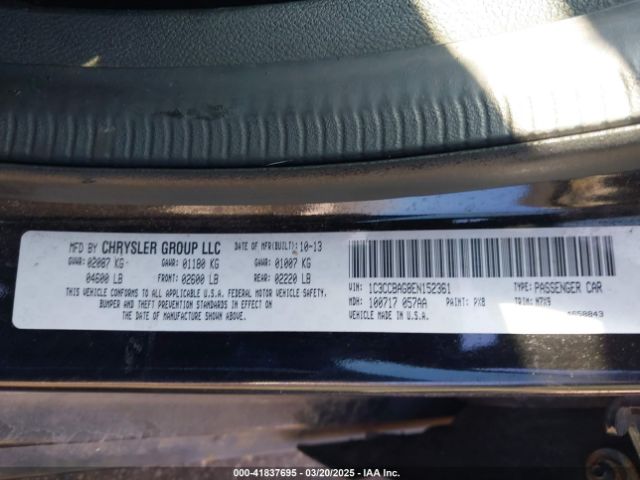 MFD BY CHRYSLER GROUP LLC DATE OF MFR(BUILT): 10-13
GVWR: 02087 KG GAWR: 01180 KG GAWR: 01007 KG
04600 LB FRONT: 02600 LB REAR: 02220 LB
THIS VEHICLE CONFORMS TO ALL APPLICABLE U.S.A. FEDERAL MOTOR VEHICLE SAFETY,
BUMPER AND THEFT PREVENTION STANDARDS IN EFFECT ON
THE DATE OF MANUFACTURE SHOWN ABOVE.
VIN: 1C3CCBAG8EN152361 TYPE: PASSENGER CAR
MDH: 100717 057AA PAINT: PX8 TRIM: M7X9
VEHICLE MADE IN U.S.A.
000-41837695 - 03/20/2025 - IAA Inc.